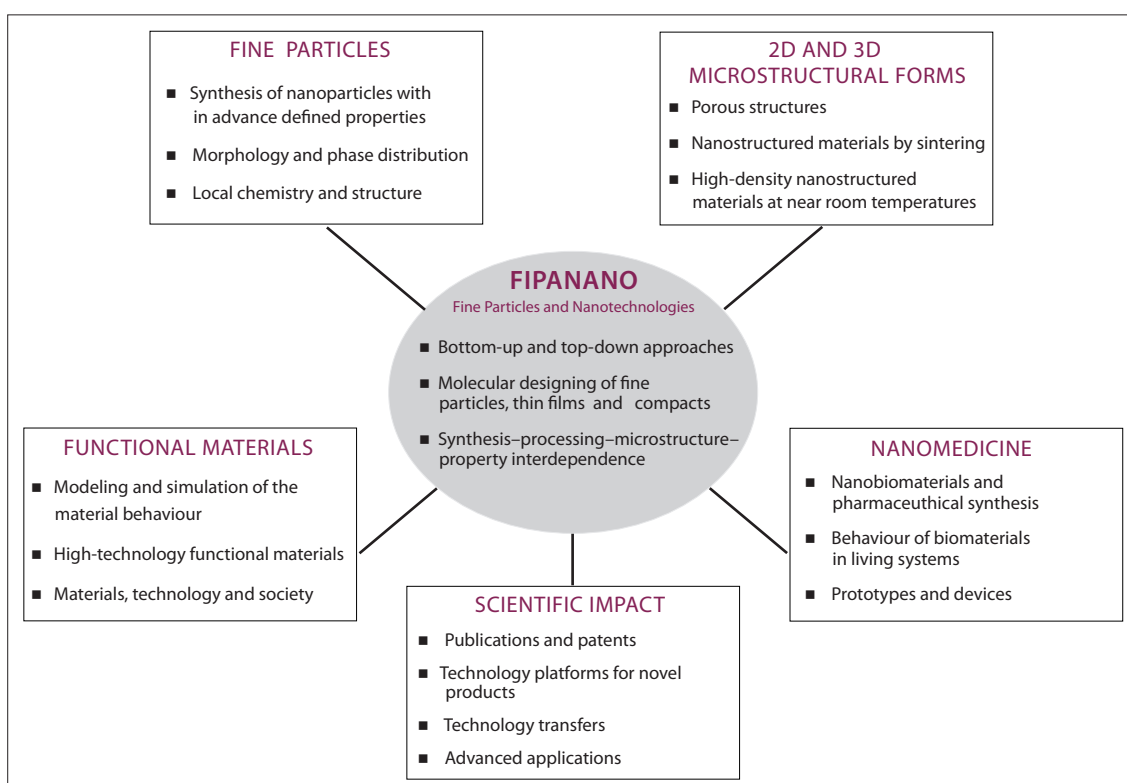 FINE PARTICLES
■ Synthesis of nanoparticles with
in advance defined properties
■ Morphology and phase distribution
■ Local chemistry and structure
2D AND 3D
MICROSTRUCTURAL FORMS
■ Porous structures
■ Nanostructured materials by sintering
■ High-density nanostructured
materials at near room temperatures
FIPANANO
Fine Particles and Nanotechnologies
■ Bottom-up and top-down approaches
■ Molecular designing of fine
particles, thin films and compacts
■ Synthesis–processing–microstructure–
property interdependence
FUNCTIONAL MATERIALS
■ Modeling and simulation of the
material behaviour
■ High-technology functional materials
■ Materials, technology and society
NANOMEDICINE
■ Nanobiomaterials and
pharmaceuthical synthesis
■ Behaviour of biomaterials
in living systems
■ Prototypes and devices
SCIENTIFIC IMPACT
■ Publications and patents
■ Technology platforms for novel
products
■ Technology transfers
■ Advanced applications